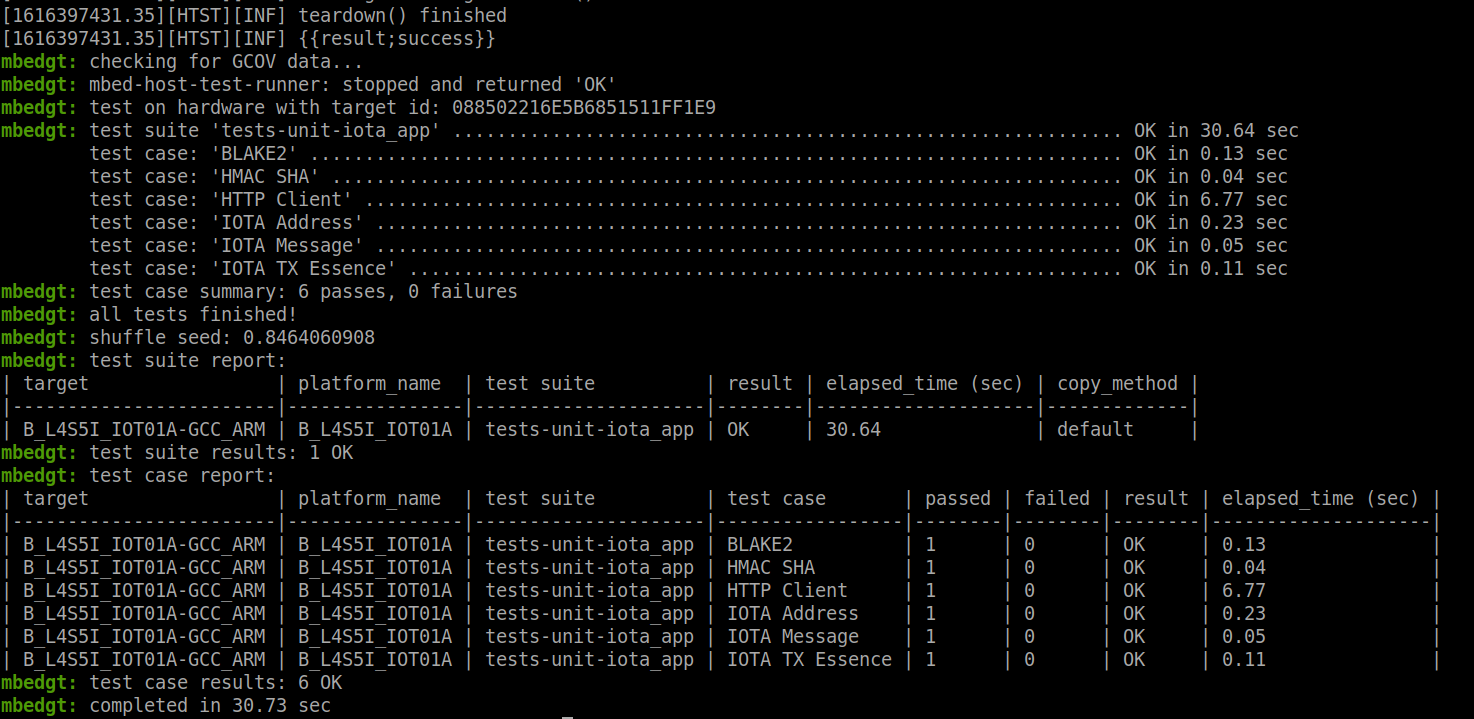 [1616397431.35][HTST][INF] teardown() finished
[1616397431.35][HTST][INF] {{result;success}}
mbedgt: checking for GCOV data...
mbedgt: mbed-host-test-runner: stopped and returned 'OK'
mbedgt: test on hardware with target id: 088502216E5B6851511FF1E9
mbedgt: test suite 'tests-unit-iota_app' ............................................................. OK in 30.64 sec
        test case: 'BLAKE2' .......................................................................... OK in 0.13 sec
        test case: 'HMAC SHA' ........................................................................ OK in 0.04 sec
        test case: 'HTTP Client' ..................................................................... OK in 6.77 sec
        test case: 'IOTA Address' .................................................................... OK in 0.23 sec
        test case: 'IOTA Message' .................................................................... OK in 0.05 sec
        test case: 'IOTA TX Essence' ................................................................. OK in 0.11 sec
mbedgt: test case summary: 6 passes, 0 failures
mbedgt: all tests finished!
mbedgt: shuffle seed: 0.8464060908
mbedgt: test suite report:
| target                 | platform_name  | test suite          | result | elapsed_time (sec) | copy_method |
|------------------------|----------------|---------------------|--------|--------------------|-------------|
| B_L4S5I_IOT01A-GCC_ARM | B_L4S5I_IOT01A | tests-unit-iota_app | OK     | 30.64              | default     |
mbedgt: test suite results: 1 OK
mbedgt: test case report:
| target                 | platform_name  | test suite          | test case       | passed | failed | result | elapsed_time (sec) |
|------------------------|----------------|---------------------|-----------------|--------|--------|--------|--------------------|
| B_L4S5I_IOT01A-GCC_ARM | B_L4S5I_IOT01A | tests-unit-iota_app | BLAKE2          | 1      | 0      | OK     | 0.13               |
| B_L4S5I_IOT01A-GCC_ARM | B_L4S5I_IOT01A | tests-unit-iota_app | HMAC SHA        | 1      | 0      | OK     | 0.04               |
| B_L4S5I_IOT01A-GCC_ARM | B_L4S5I_IOT01A | tests-unit-iota_app | HTTP Client     | 1      | 0      | OK     | 6.77               |
| B_L4S5I_IOT01A-GCC_ARM | B_L4S5I_IOT01A | tests-unit-iota_app | IOTA Address    | 1      | 0      | OK     | 0.23               |
| B_L4S5I_IOT01A-GCC_ARM | B_L4S5I_IOT01A | tests-unit-iota_app | IOTA Message    | 1      | 0      | OK     | 0.05               |
| B_L4S5I_IOT01A-GCC_ARM | B_L4S5I_IOT01A | tests-unit-iota_app | IOTA TX Essence | 1      | 0      | OK     | 0.11               |
mbedgt: test case results: 6 OK
mbedgt: completed in 30.73 sec